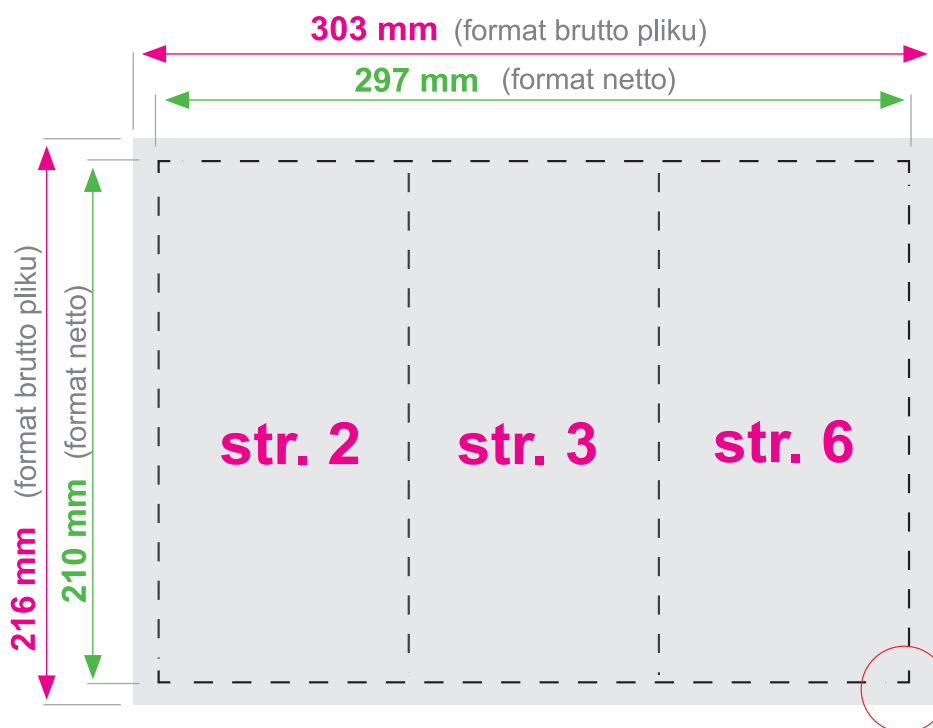 303 mm (format brutto pliku)
297 mm (format netto)
216 mm (format brutto pliku)
210 mm (format netto)
str. 2
str. 3
str. 6